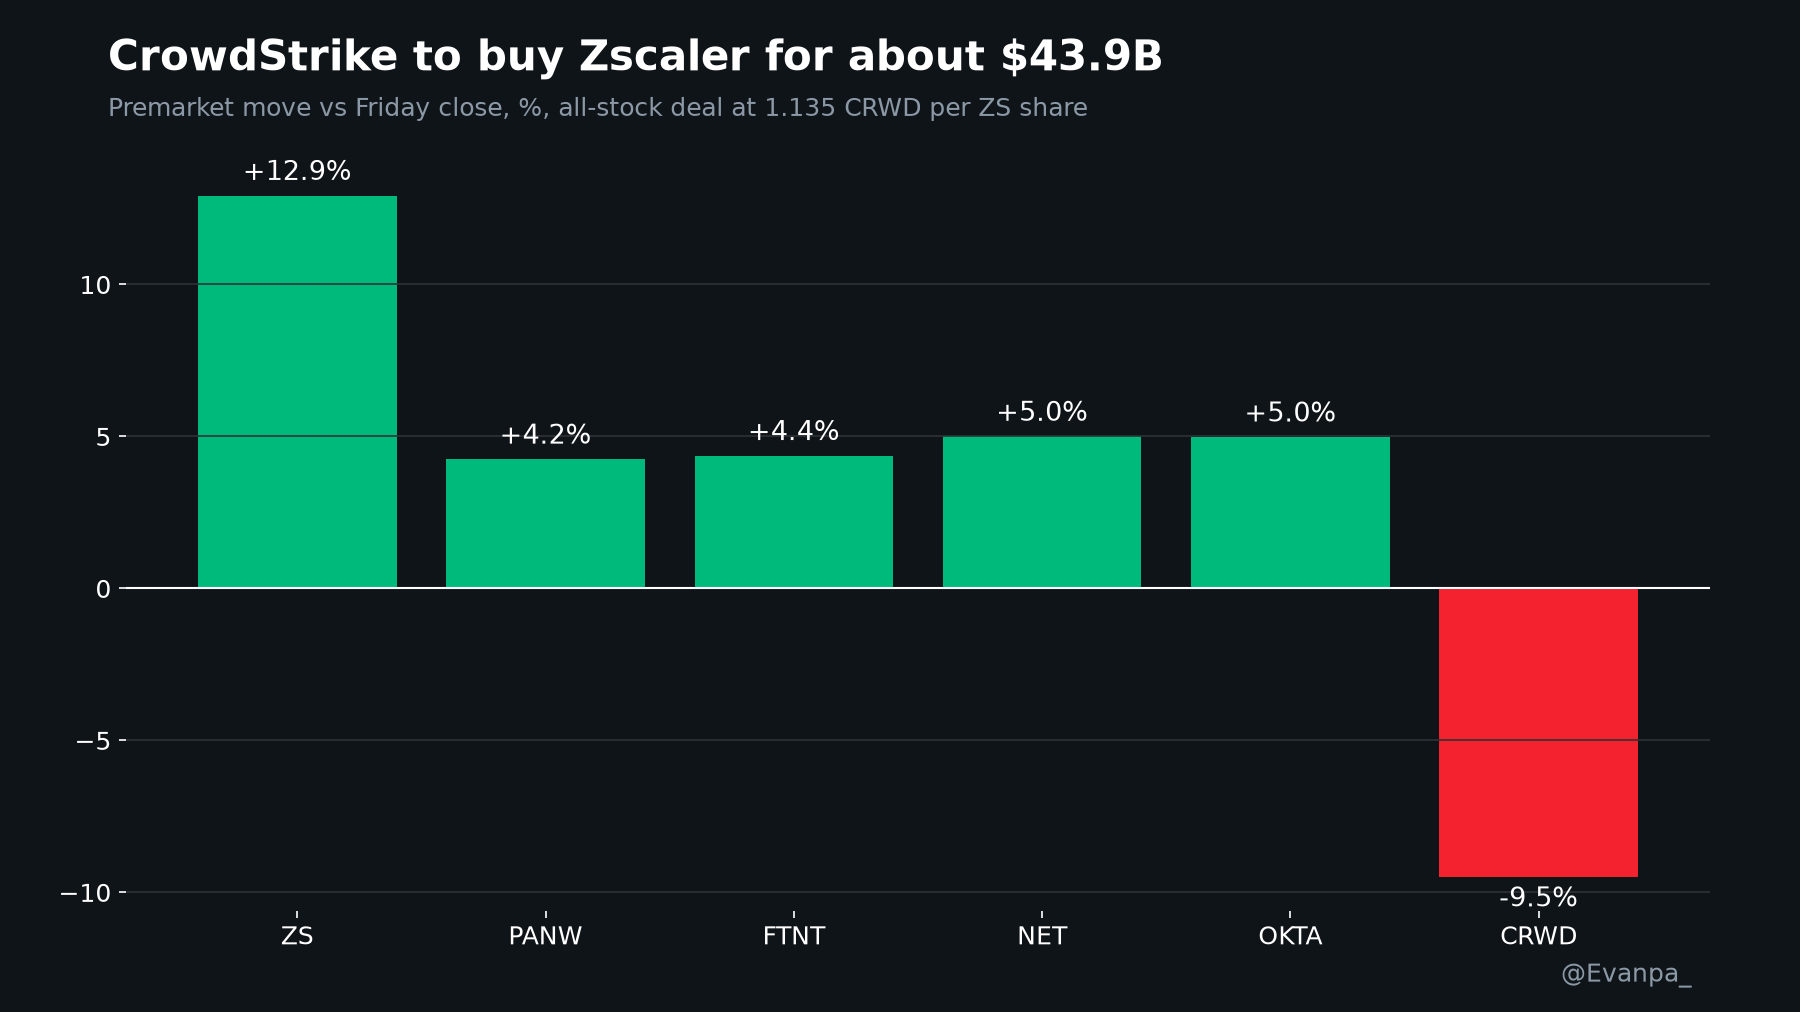 CrowdStrike to buy Zscaler for about $43.9B
Premarket move vs Friday close, %, all-stock deal at 1.135 CRWD per ZS share
+12.9%
10
+5.0%
+5.0%
+4.4%
+4.2%
5
0
−5
−10
-9.5%
ZS PANW FTNT NET OKTA CRWD
@Evanpa_